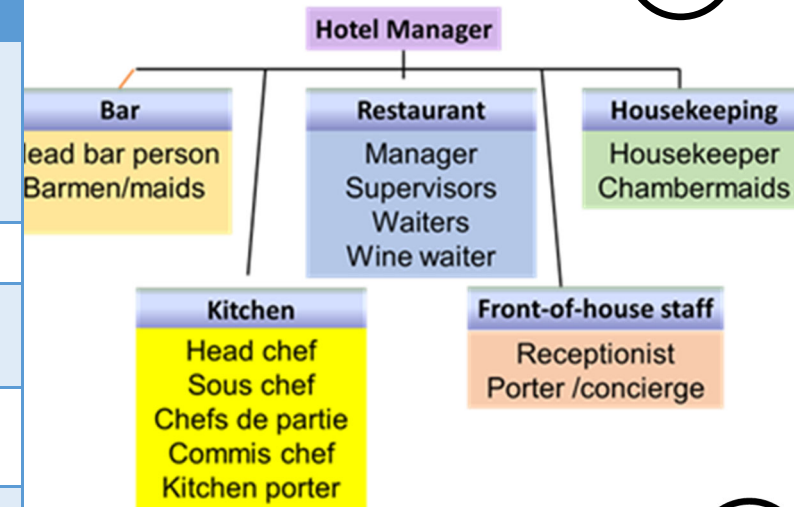 Hotel Manager
Bar
ead bar person
Barmen/maids
Restaurant
Manager
Supervisors
Waiters
Wine waiter
Housekeeping
Housekeeper
Chambermaids
Kitchen
Head chef
Sous chef
Chefs de partie
Commis chef
Kitchen porter
Front-of-house staff
Receptionist
Porter /concierge